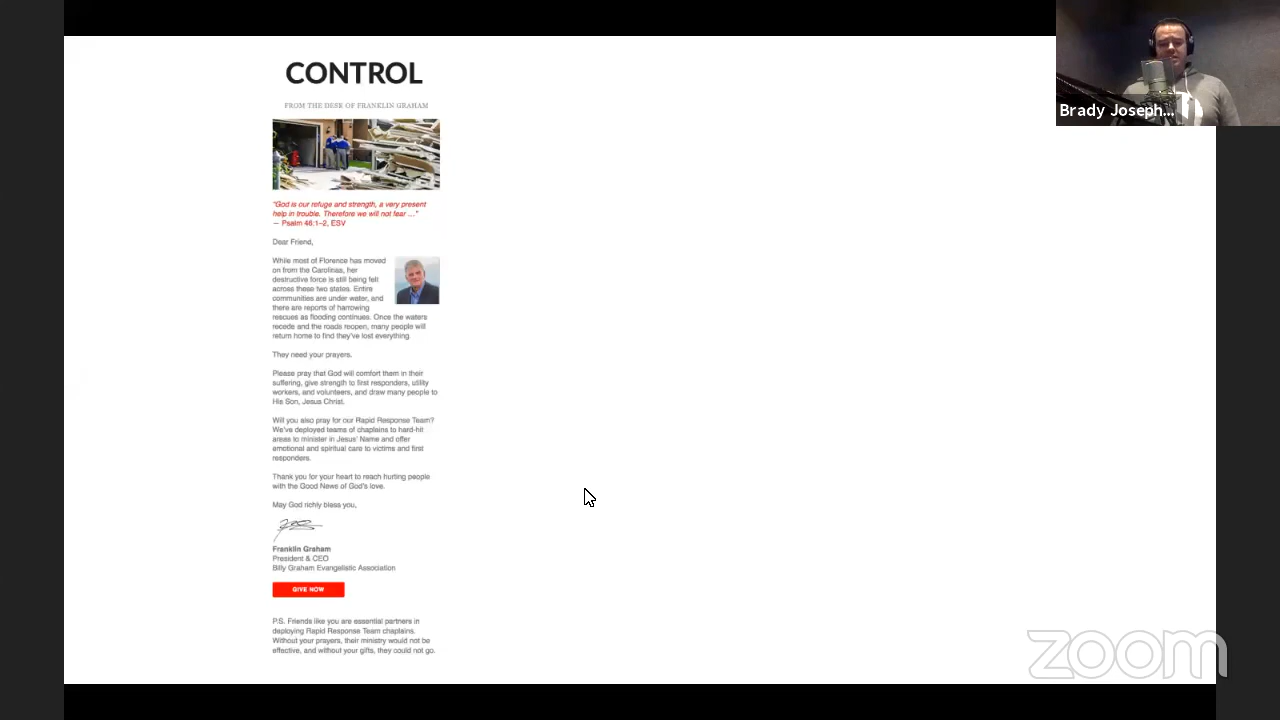 CONTROL
FROM THE DESK OF FRANKLIN GRAHAM
"God is our refuge and strength, a very present
help in trouble. Therefore we will not fear …"
— Psalm 46:1–2, ESV
Dear Friend,
While most of Florence has moved
on from the Carolinas, her
destructive force is still being felt
across these two states. Entire
communities are under water, and
there are reports of harrowing
rescues as flooding continues. Once the waters
recede and the roads reopen, many people will
return home to find they've lost everything.
They need your prayers.
Please pray that God will comfort them in their
suffering, give strength to first responders, utility
workers, and volunteers, and draw many people to
His Son, Jesus Christ.
Will you also pray for our Rapid Response Team?
We've deployed teams of chaplains to hard-hit
areas to minister in Jesus' Name and offer
emotional and spiritual care to victims and first
responders.
Thank you for your heart to reach hurting people
with the Good News of God's love.
May God richly bless you,
Franklin Graham
President & CEO
Billy Graham Evangelistic Association
GIVE NOW
P.S. Friends like you are essential partners in
deploying Rapid Response Team chaplains.
Without your prayers, their ministry would not be
effective, and without your gifts, they could not go.
Brady Joseph...
zoom